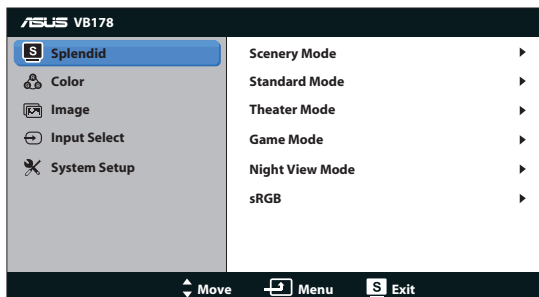 ASUS VB178
S Splendid
Color
Image
Input Select
System Setup
Scenery Mode
Standard Mode
Theater Mode
Game Mode
Night View Mode
sRGB
Move Menu S Exit